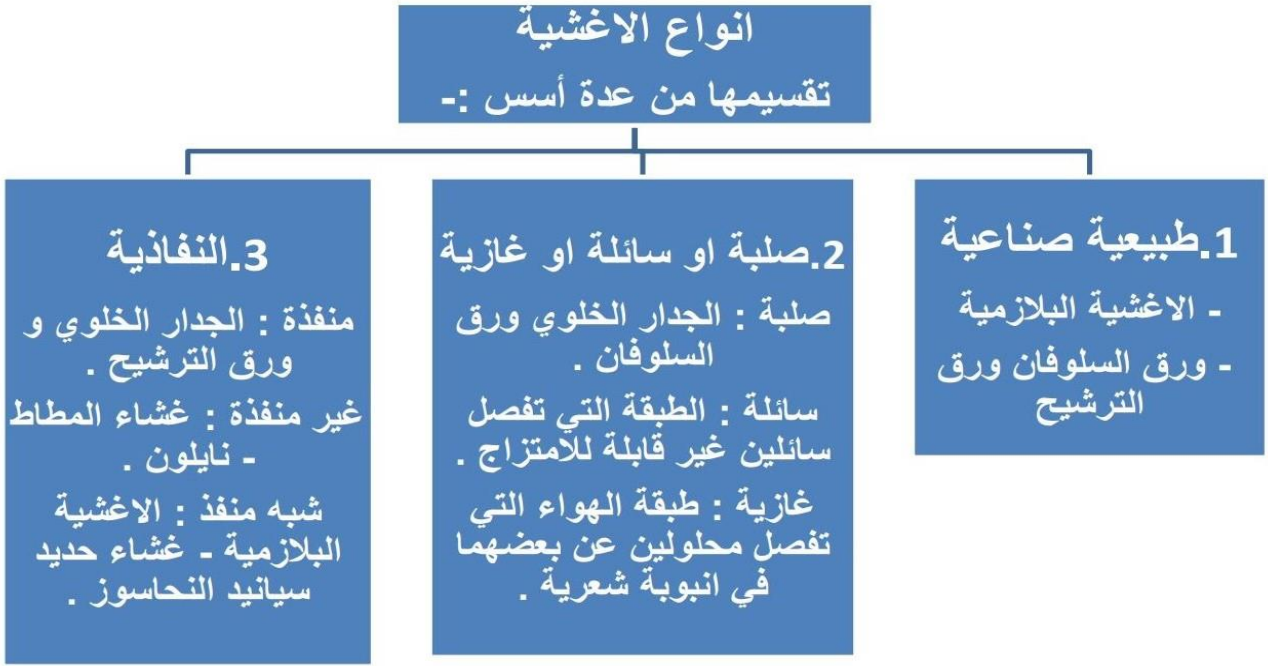 انواع الاغشية
تقسيمها من عدة أسس :-
1.طبيعية صناعية
- الاغشية البلازمية
- ورق السلوفان ورق
الترشيح
2.صلبة او سائلة او غازية
صلبة : الجدار الخلوي ورق
السلوفان .
سائلة : الطبقة التي تفصل
سائلين غير قابلة للامتزاج .
غازية : طبقة الهواء التي
تفصل محلولين عن بعضهما
في انبوبة شعرية .
3.النفاذية
منفذة : الجدار الخلوي و
ورق الترشيح .
غير منفذة : غشاء المطاط
- نايلون .
شبه منفذ : الاغشية
البلازمية - غشاء حديد
سيانيد النحاسوز .